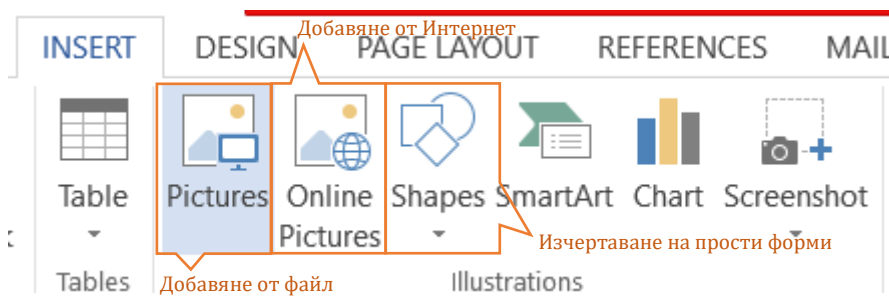 Добавяне от Интернет
INSERT DESIGN PAGE LAYOUT REFERENCES MAIL
Table Pictures Online Pictures Shapes SmartArt Chart Screenshot
Изчертаване на прости форми
Tables Добавяне от файл Illustrations